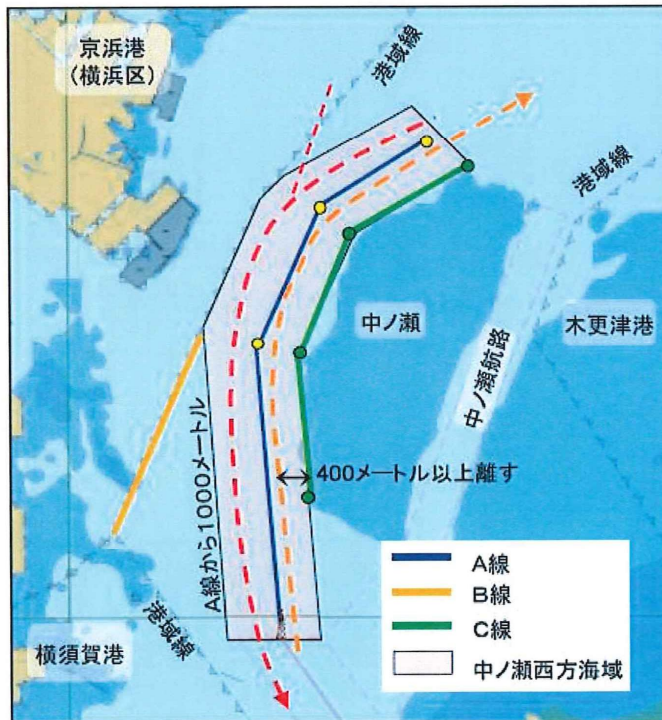 京浜港
（横浜区）
港域線
港域線
中ノ瀬
木更津港
中ノ瀬航路
A線から1000メートル
400メートル以上離す
横須賀港
港域線
A線
B線
C線
中ノ瀬西方海域